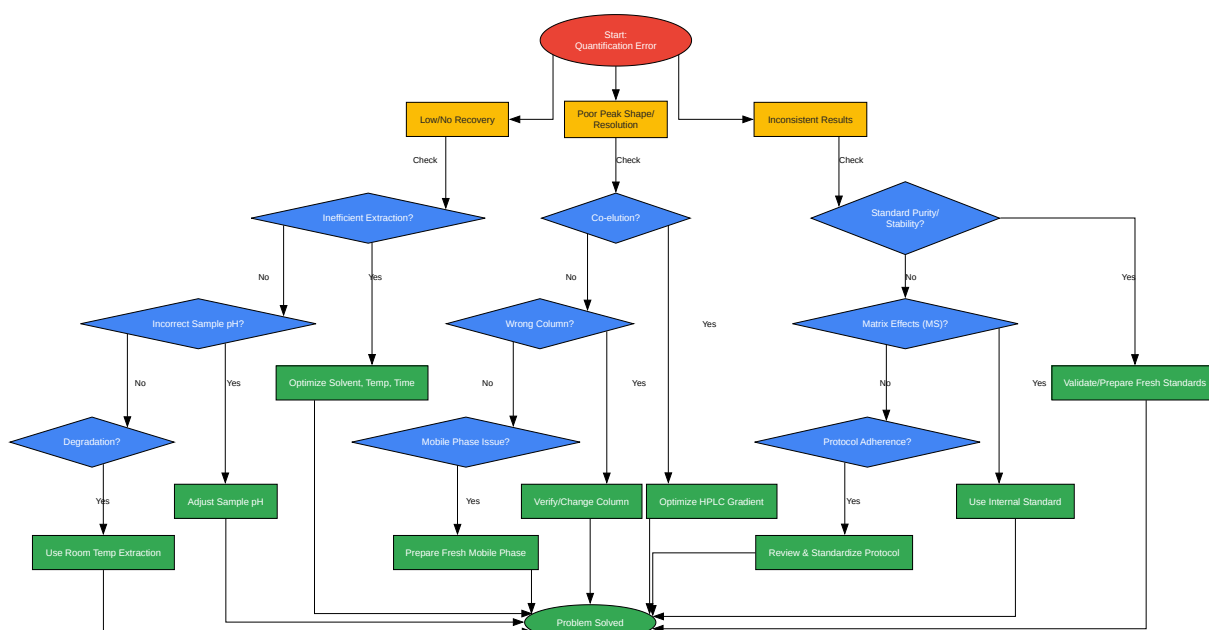 Start:
Quantification Error
Low/No Recovery
Poor Peak Shape/
Resolution
Inconsistent Results
Check
Check
Check
Inefficient Extraction?
Co-elution?
Standard Purity/
Stability?
No
Yes
No
No
Yes
Incorrect Sample pH?
Wrong Column?
Yes
Matrix Effects (MS)?
No
Yes
Optimize Solvent, Temp, Time
No
Yes
No
Yes
Validate/Prepare Fresh Standards
Degradation?
Mobile Phase Issue?
Protocol Adherence?
Yes
Adjust Sample pH
Yes
Verify/Change Column
Optimize HPLC Gradient
Yes
Use Internal Standard
Use Room Temp Extraction
Prepare Fresh Mobile Phase
Review & Standardize Protocol
Problem Solved